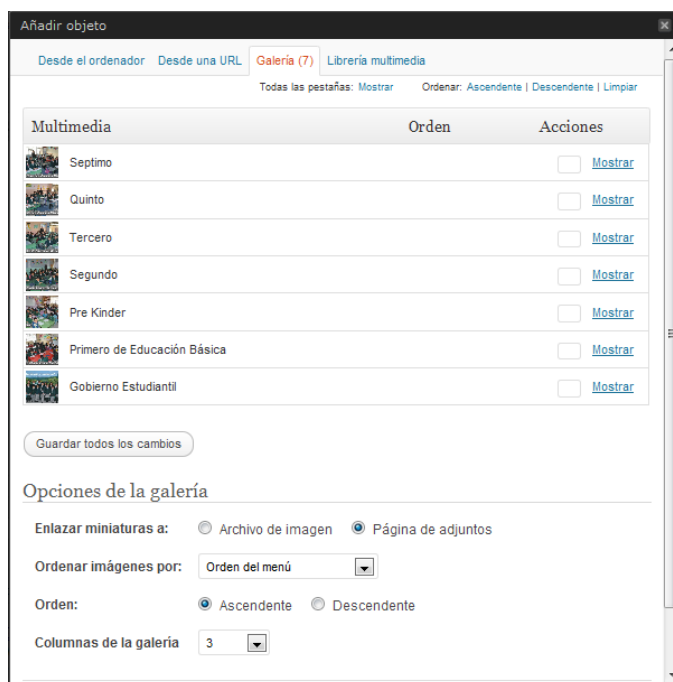 Añadir objeto
Desde el ordenador Desde una URL Galería (7) Librería multimedia
Todas las pestañas: Mostrar Ordenar: Ascendente | Descendente | Limpiar
Multimedia Orden Acciones
Septimo Mostrar
Quinto Mostrar
Tercero Mostrar
Segundo Mostrar
Pre Kinder Mostrar
Primero de Educación Básica Mostrar
Gobierno Estudiantil Mostrar
Guardar todos los cambios
Opciones de la galería
Enlazar miniaturas a: Archivo de imagen Página de adjuntos
Ordenar imágenes por: Orden del menú
Orden: Ascendente Descendente
Columnas de la galería 3